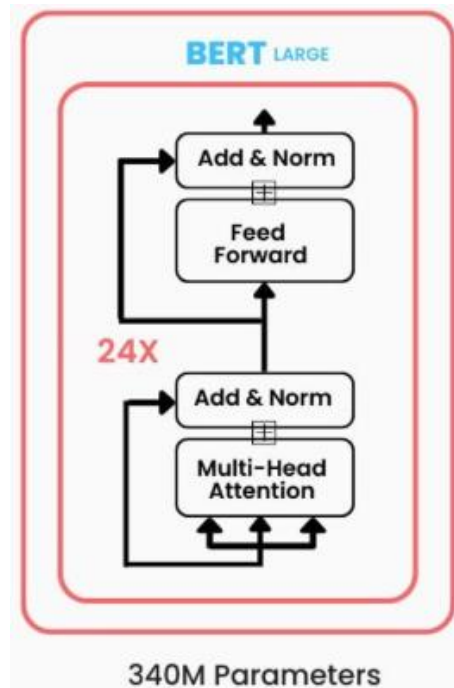 BERT LARGE
Add & Norm
Feed
Forward
24X
Add & Norm
Multi-Head
Attention
340M Parameters